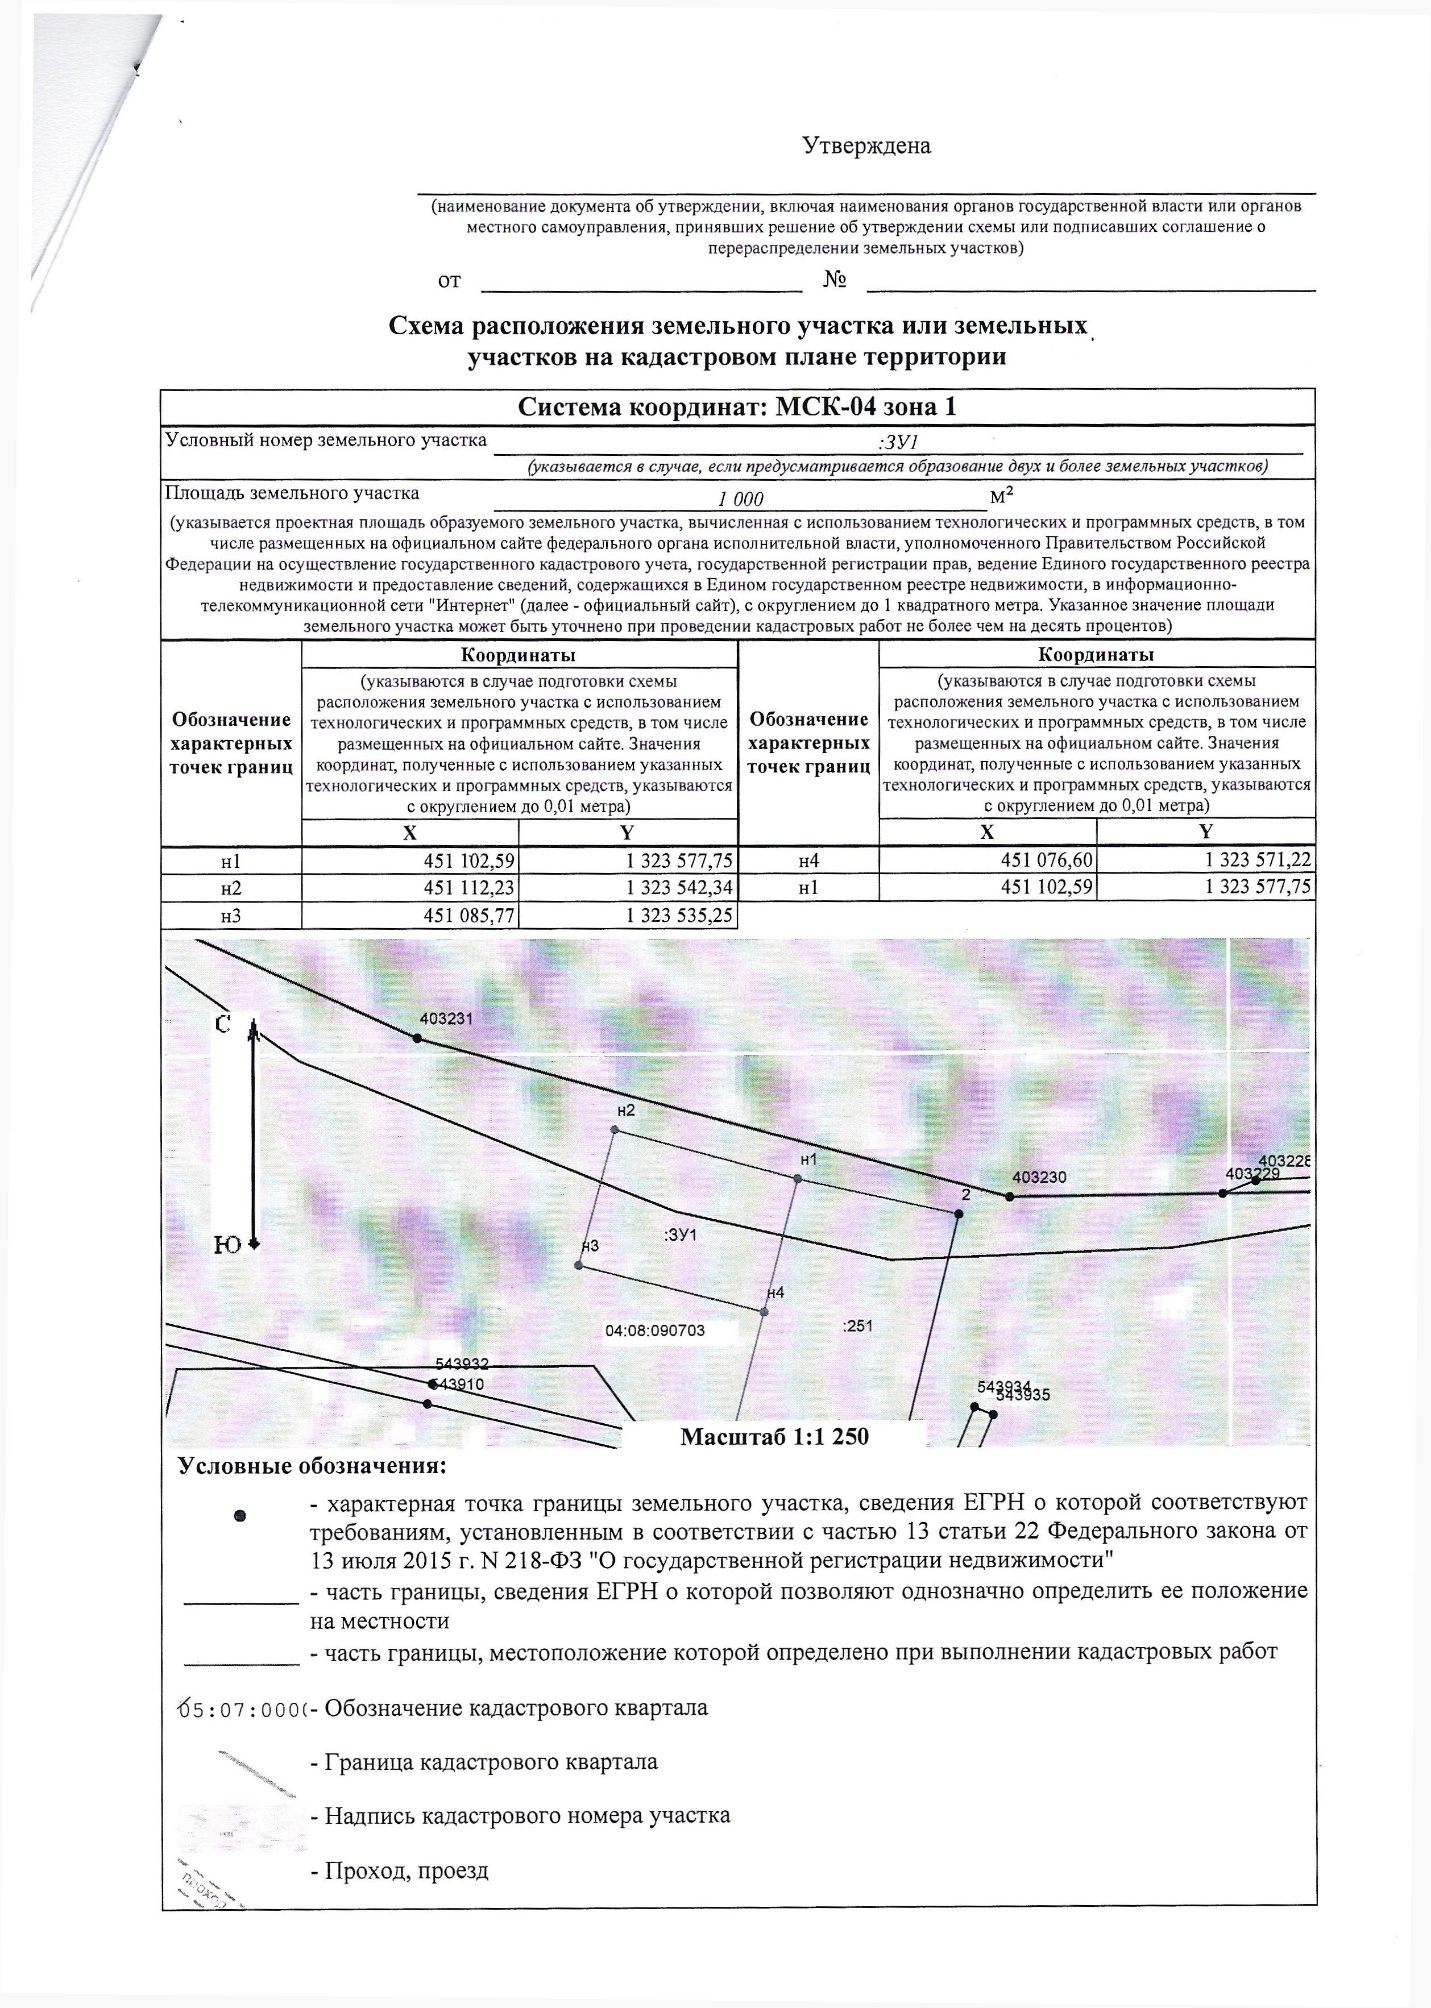 Утверждена
(наименование документа об утверждении, включая наименования органов государственной власти или органов
местного самоуправления, принявших решение об утверждении схемы или подписавших соглашение о
перераспределении земельных участков)
от № 
Схема расположения земельного участка или земельных
участков на кадастровом плане территории
Система координат: МСК-04 зона 1
Условный номер земельного участка :ЗУ1
(указывается в случае, если предусматривается образование двух и более земельных участков)
Площадь земельного участка 1 000 м²
(указывается проектная площадь образуемого земельного участка, вычисленная с использованием технологических и программных средств, в том
числе размещенных на официальном сайте федерального органа исполнительной власти, уполномоченного Правительством Российской
Федерации на осуществление государственного кадастрового учета, государственной регистрации прав, ведение Единого государственного реестра
недвижимости и предоставление сведений, содержащихся в Едином государственном реестре недвижимости, в информационно-
телекоммуникационной сети "Интернет" (далее - официальный сайт), с округлением до 1 квадратного метра. Указанное значение площади
земельного участка может быть уточнено при проведении кадастровых работ не более чем на десять процентов)
Обозначение
характерных
точек границ
Координаты
(указываются в случае подготовки схемы
расположения земельного участка с использованием
технологических и программных средств, в том числе
размещенных на официальном сайте. Значения
координат, полученные с использованием указанных
технологических и программных средств, указываются
с округлением до 0,01 метра)
X Y
Обозначение
характерных
точек границ
Координаты
(указываются в случае подготовки схемы
расположения земельного участка с использованием
технологических и программных средств, в том числе
размещенных на официальном сайте. Значения
координат, полученные с использованием указанных
технологических и программных средств, указываются
с округлением до 0,01 метра)
X Y
н1 451 102,59 1 323 577,75 н4 451 076,60 1 323 571,22
н2 451 112,23 1 323 542,34 н1 451 102,59 1 323 577,75
н3 451 085,77 1 323 535,25
403231
С
н2
н1
403228
403229
403230
2
:ЗУ1
Ю
н3
н4
:251
04:08:090703
543932
543910
543934
543935
Масштаб 1:1 250
Условные обозначения:
- характерная точка границы земельного участка, сведения ЕГРН о которой соответствуют
требованиям, установленным в соответствии с частью 13 статьи 22 Федерального закона от
13 июля 2015 г. N 218-ФЗ "О государственной регистрации недвижимости"
- часть границы, сведения ЕГРН о которой позволяют однозначно определить ее положение
на местности
- часть границы, местоположение которой определено при выполнении кадастровых работ
05:07:000( - Обозначение кадастрового квартала
- Граница кадастрового квартала
- Надпись кадастрового номера участка
проход - Проход, проезд